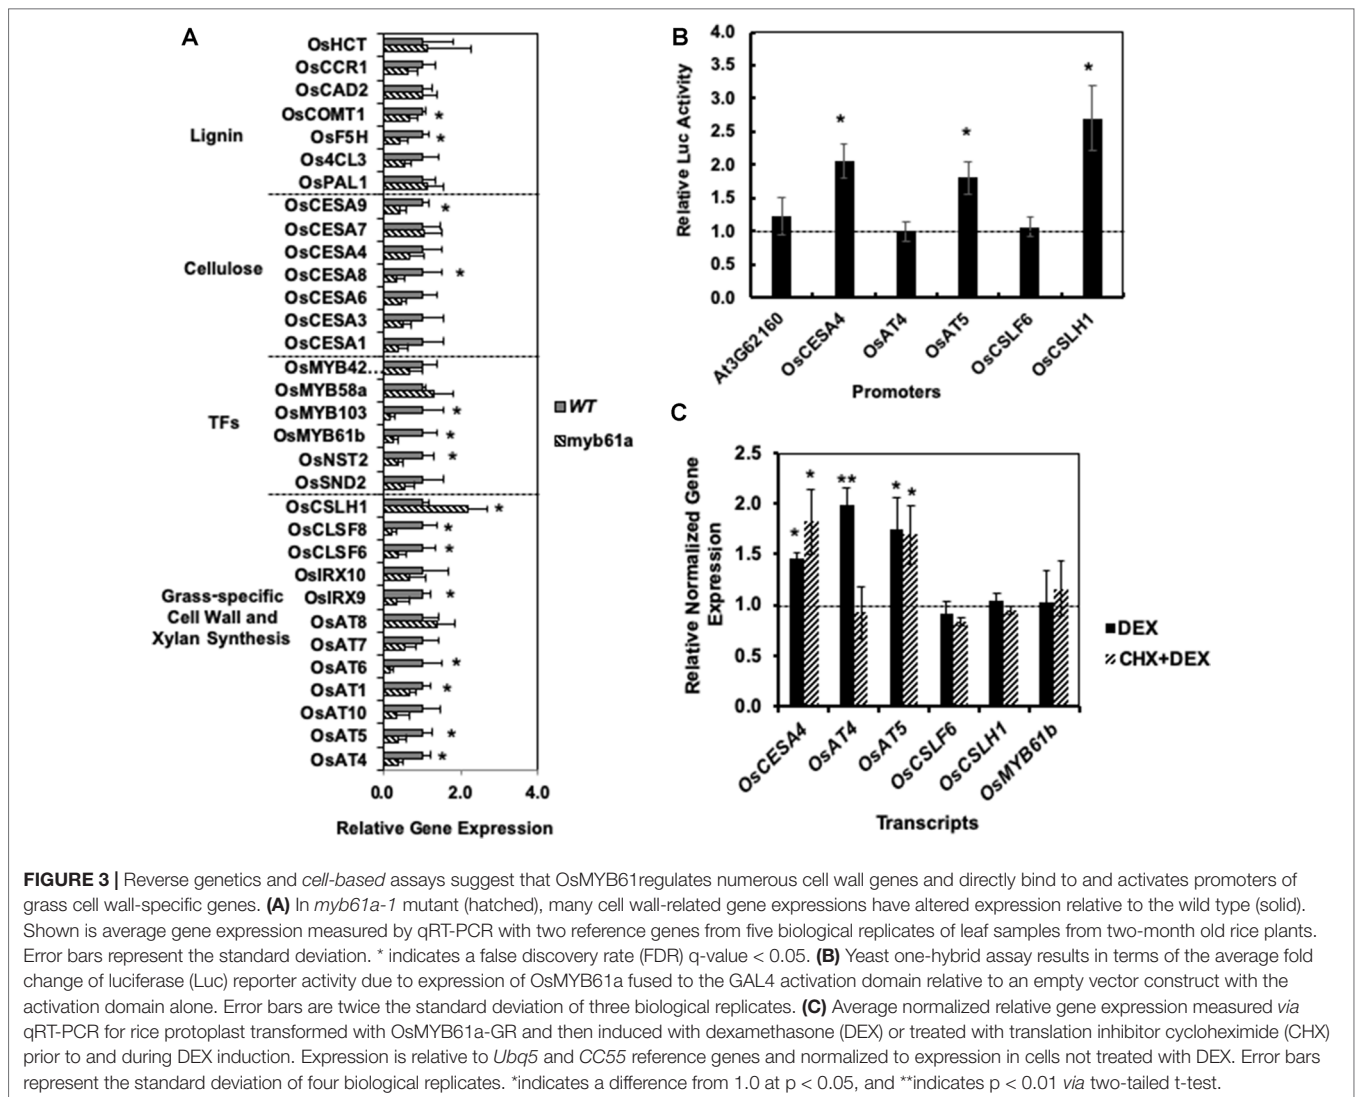 A
OsHCT
OsCCR1
OsCAD2
OsCOMT1 *
Lignin
OsF5H *
Os4CL3
OsPAL1
OsCESA9 *
OsCESA7
OsCESA4
Cellulose
OsCESA8 *
OsCESA6
OsCESA3
OsCESA1
OsMYB42...
OsMYB58a
OsMYB103 *
TFs
OsMYB61b *
OsNST2 *
OsSND2
OsCSLH1 *
OsCLSF8 *
OsCLSF6 *
OsIRX10
Grass-specific
Cell Wall and
Xylan Synthesis
OsIRX9 *
OsAT8
OsAT7
OsAT6 *
OsAT1 *
OsAT10
OsAT5 *
OsAT4 *
0.0 2.0 4.0
Relative Gene Expression
WT
myb61a
B
4.0
3.5
3.0
2.5
2.0
1.5
1.0
0.5
0.0
Relative Luc Activity
* * *
At3G62160 OsCESA4 OsAT4 OsAT5 OsCSLF6 OsCSLH1
Promoters
C
2.5
2.0
1.5
1.0
0.5
0.0
Relative Normalized Gene
Expression
* * ** * *
OsCESA4 OsAT4 OsAT5 OsCSLF6 OsCSLH1 OsMYB61b
Transcripts
DEX
CHX+DEX
FIGURE 3 | Reverse genetics and cell-based assays suggest that OsMYB61regulates numerous cell wall genes and directly bind to and activates promoters of
grass cell wall-specific genes. (A) In myb61a-1 mutant (hatched), many cell wall-related gene expressions have altered expression relative to the wild type (solid).
Shown is average gene expression measured by qRT-PCR with two reference genes from five biological replicates of leaf samples from two-month old rice plants.
Error bars represent the standard deviation. * indicates a false discovery rate (FDR) q-value < 0.05. (B) Yeast one-hybrid assay results in terms of the average fold
change of luciferase (Luc) reporter activity due to expression of OsMYB61a fused to the GAL4 activation domain relative to an empty vector construct with the
activation domain alone. Error bars are twice the standard deviation of three biological replicates. (C) Average normalized relative gene expression measured via
qRT-PCR for rice protoplast transformed with OsMYB61a-GR and then induced with dexamethasone (DEX) or treated with translation inhibitor cycloheximide (CHX)
prior to and during DEX induction. Expression is relative to Ubq5 and CC55 reference genes and normalized to expression in cells not treated with DEX. Error bars
represent the standard deviation of four biological replicates. *indicates a difference from 1.0 at p < 0.05, and **indicates p < 0.01 via two-tailed t-test.